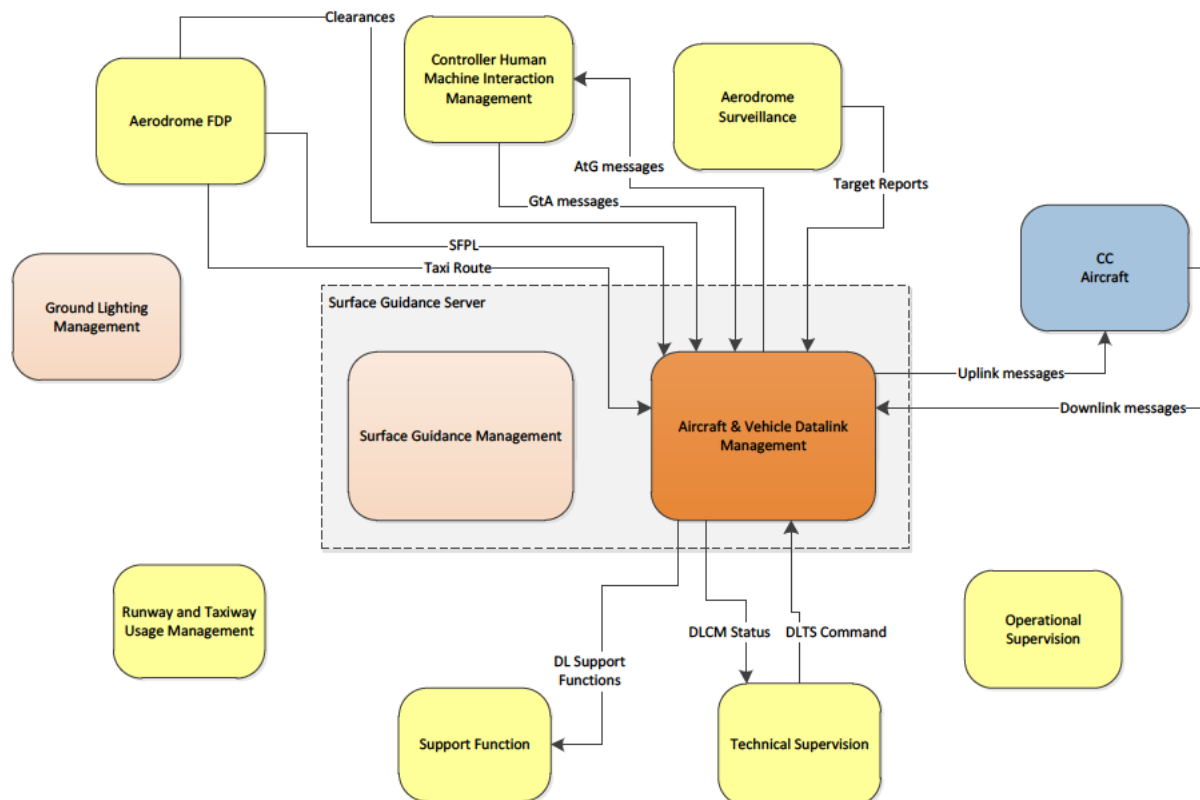 Clearances
Controller Human
Machine Interaction
Management
Aerodrome FDP
Aerodrome
Surveillance
AtG messages
Target Reports
GtA messages
SFPL
Taxi Route
CC
Aircraft
Ground Lighting
Management
Surface Guidance Server
Uplink messages
Downlink messages
Surface Guidance Management
Aircraft & Vehicle Datalink
Management
Runway and Taxiway
Usage Management
Operational
Supervision
DLCM Status
DLTS Command
DL Support
Functions
Support Function
Technical Supervision